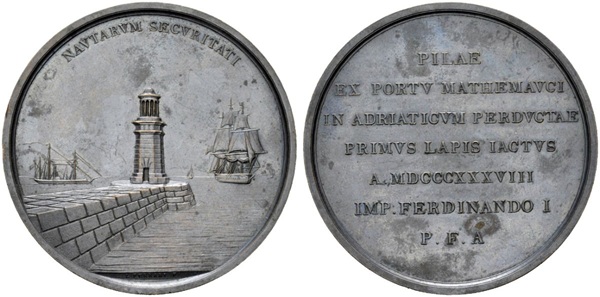 NAVTARVM SECVRITATI
PILAE
EX PORTV MATHEMAVCI
IN ADRIATICVM PERDVCTAE
PRIMVS LAPIS IACTVS
A. MDCCCXXXVIII
IMP. FERDINANDO I
P. F. A